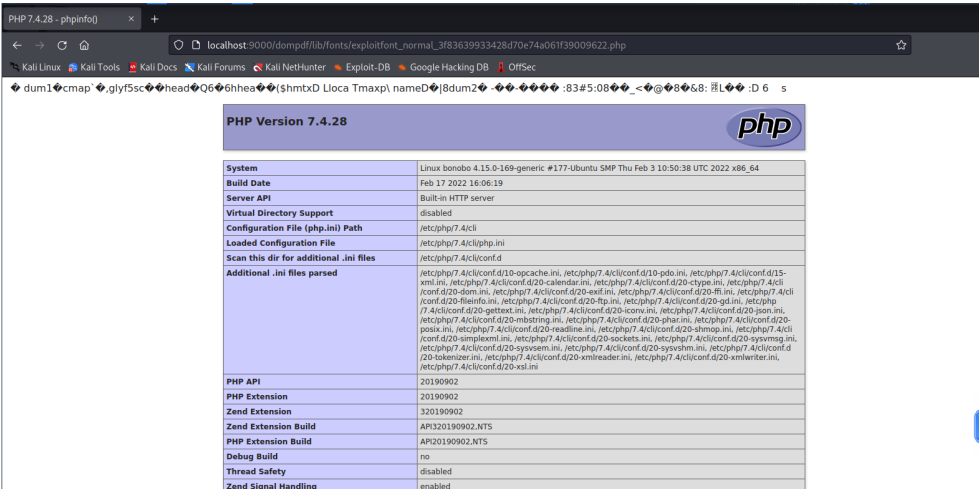 PHP 7.4.28 - phpinfo()
localhost:9000/dompdf/lib/fonts/exploitfont_normal_3f83639933428d70e74a061f39009622.php
Kali Linux Kali Tools Kali Docs Kali Forums Kali NetHunter Exploit-DB Google Hacking DB OffSec
� dum1�cmap`�,glyf5sc��head�Q6�6hhea��($hmtxD Lloca Tmaxp\ nameD�|8dum2� -��-���� :83#5:08��_<�@�8�&8: L�� :D 6 s
PHP Version 7.4.28
php
System Linux bonobo 4.15.0-169-generic #177-Ubuntu SMP Thu Feb 3 10:50:38 UTC 2022 x86_64
Build Date Feb 17 2022 16:06:19
Server API Built-in HTTP server
Virtual Directory Support disabled
Configuration File (php.ini) Path /etc/php/7.4/cli
Loaded Configuration File /etc/php/7.4/cli/php.ini
Scan this dir for additional .ini files /etc/php/7.4/cli/conf.d
Additional .ini files parsed /etc/php/7.4/cli/conf.d/10-opcache.ini, /etc/php/7.4/cli/conf.d/10-pdo.ini, /etc/php/7.4/cli/conf.d/15-
xml.ini, /etc/php/7.4/cli/conf.d/20-calendar.ini, /etc/php/7.4/cli/conf.d/20-ctype.ini, /etc/php/7.4/cli
/conf.d/20-dom.ini, /etc/php/7.4/cli/conf.d/20-exif.ini, /etc/php/7.4/cli/conf.d/20-ffi.ini, /etc/php/7.4/cli
/conf.d/20-fileinfo.ini, /etc/php/7.4/cli/conf.d/20-ftp.ini, /etc/php/7.4/cli/conf.d/20-gd.ini, /etc/php
/7.4/cli/conf.d/20-gettext.ini, /etc/php/7.4/cli/conf.d/20-iconv.ini, /etc/php/7.4/cli/conf.d/20-json.ini,
/etc/php/7.4/cli/conf.d/20-mbstring.ini, /etc/php/7.4/cli/conf.d/20-phar.ini, /etc/php/7.4/cli/conf.d/20-
posix.ini, /etc/php/7.4/cli/conf.d/20-readline.ini, /etc/php/7.4/cli/conf.d/20-shmop.ini, /etc/php/7.4/cli
/conf.d/20-simplexml.ini, /etc/php/7.4/cli/conf.d/20-sockets.ini, /etc/php/7.4/cli/conf.d/20-sysvmsg.ini,
/etc/php/7.4/cli/conf.d/20-sysvsem.ini, /etc/php/7.4/cli/conf.d/20-sysvshm.ini, /etc/php/7.4/cli/conf.d
/20-tokenizer.ini, /etc/php/7.4/cli/conf.d/20-xmlreader.ini, /etc/php/7.4/cli/conf.d/20-xmlwriter.ini,
/etc/php/7.4/cli/conf.d/20-xsl.ini
PHP API 20190902
PHP Extension 20190902
Zend Extension 320190902
Zend Extension Build API320190902,NTS
PHP Extension Build API20190902,NTS
Debug Build no
Thread Safety disabled
Zend Signal Handling enabled